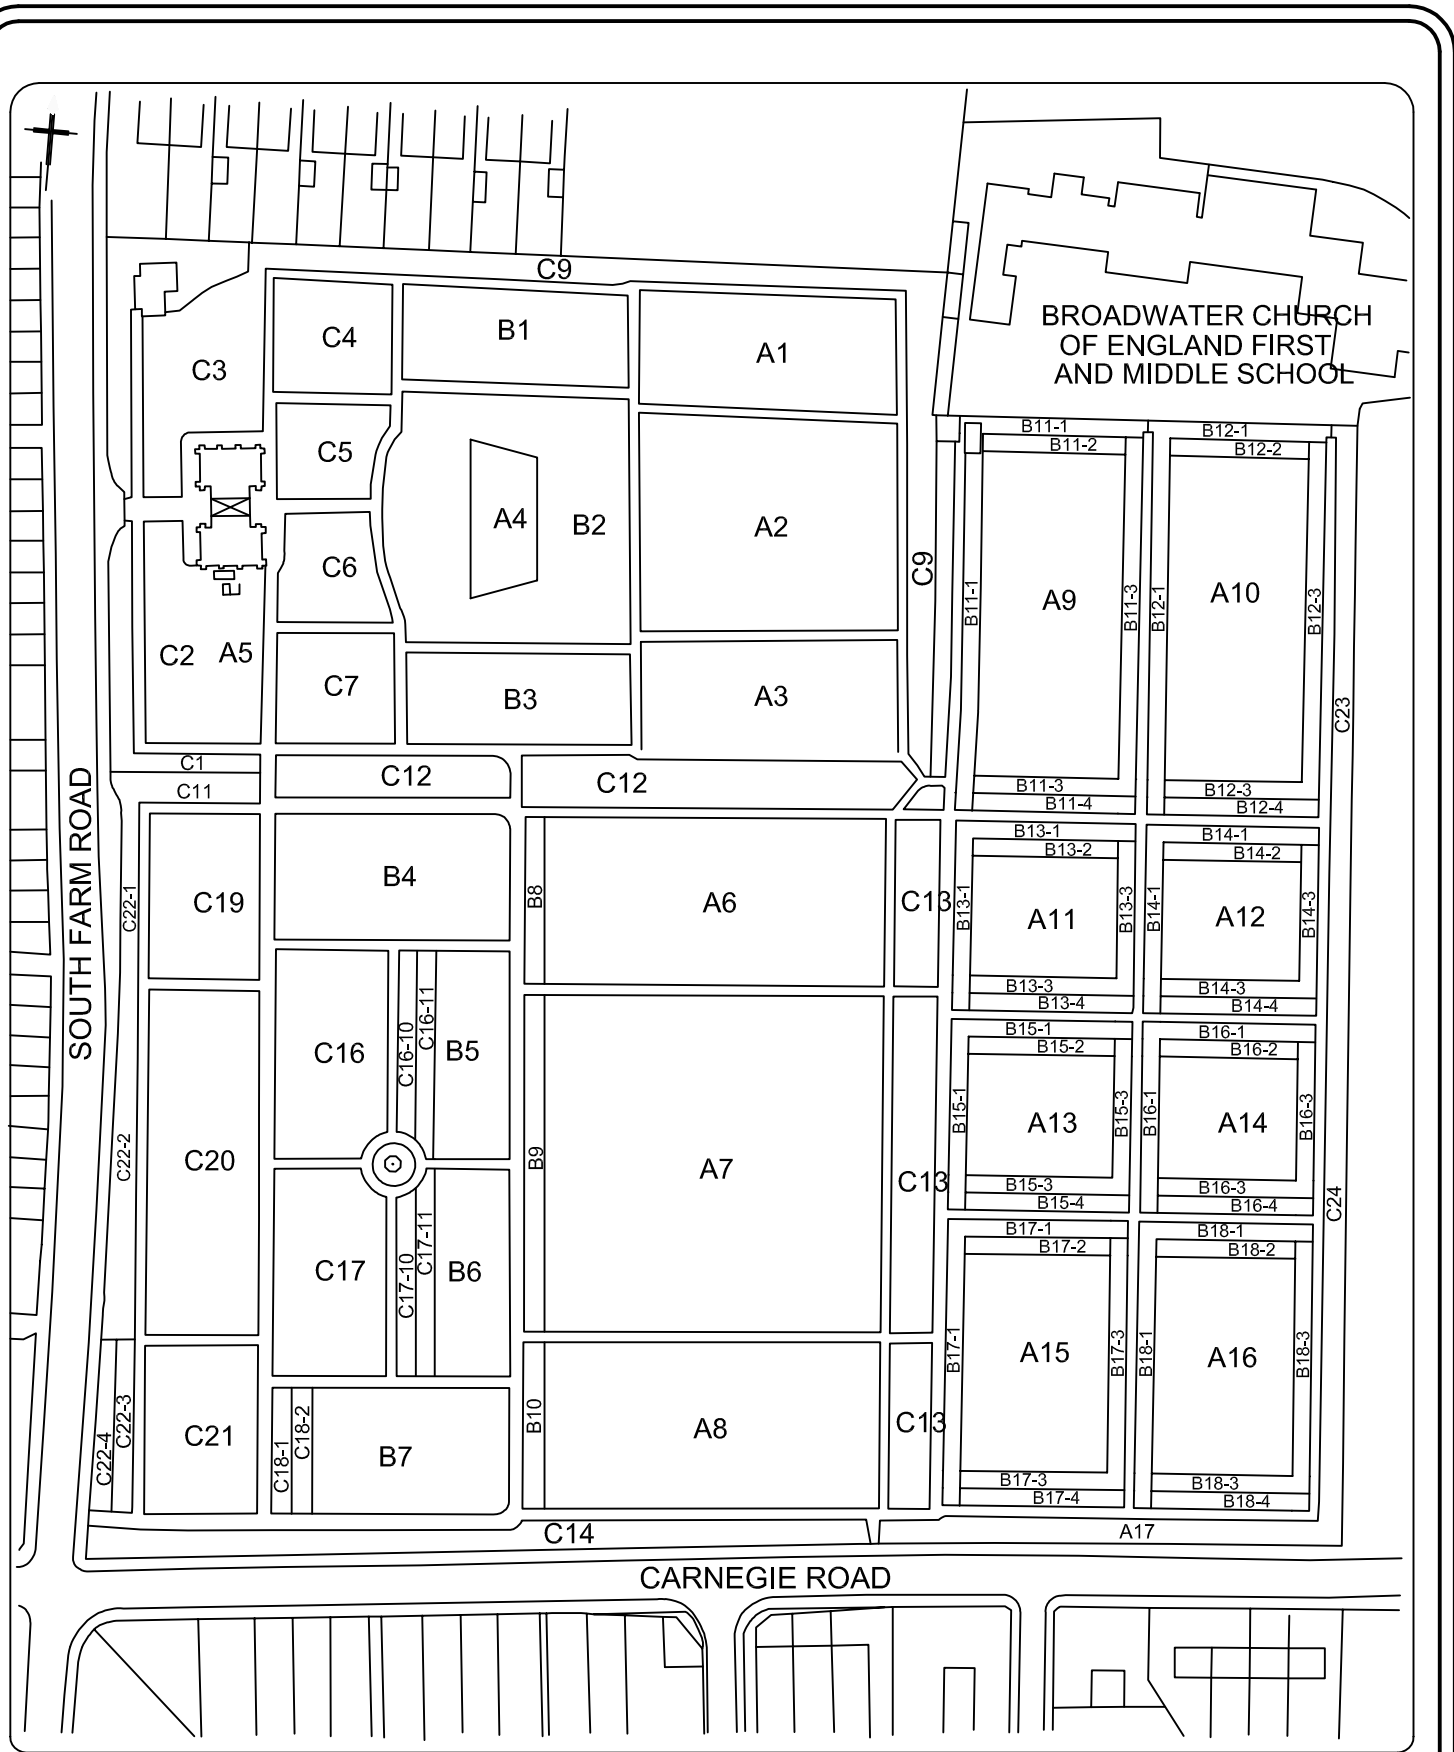 C9
BROADWATER CHURCH
OF ENGLAND FIRST
AND MIDDLE SCHOOL
C4
B1
A1
C3
B11-1
B11-2
B12-1
B12-2
C5
A4
B2
A2
C6
C9
B11-1
A9
B11-3
B12-1
A10
B12-3
C2
A5
C7
B3
A3
C23
C1
C11
C12
C12
B11-3
B11-4
B12-3
B12-4
SOUTH FARM ROAD
C22-1
C19
B4
B8
A6
C13
B13-1
B13-2
B13-1
A11
B13-3
B13-3
B13-4
B14-1
B14-2
B14-1
A12
B14-3
B14-3
B14-4
C16
C16-10
C16-11
B5
C22-2
C20
B9
A7
C13
B15-1
B15-2
B15-1
A13
B15-3
B15-3
B15-4
B16-1
B16-2
B16-1
A14
B16-3
B16-3
B16-4
C24
C17
C17-10
C17-11
B6
B17-1
B17-2
B17-1
A15
B17-3
B17-3
B17-4
B18-1
B18-2
B18-1
A16
B18-3
B18-3
B18-4
C22-4
C22-3
C21
C18-1
C18-2
B7
B10
A8
C13
C14
A17
CARNEGIE ROAD